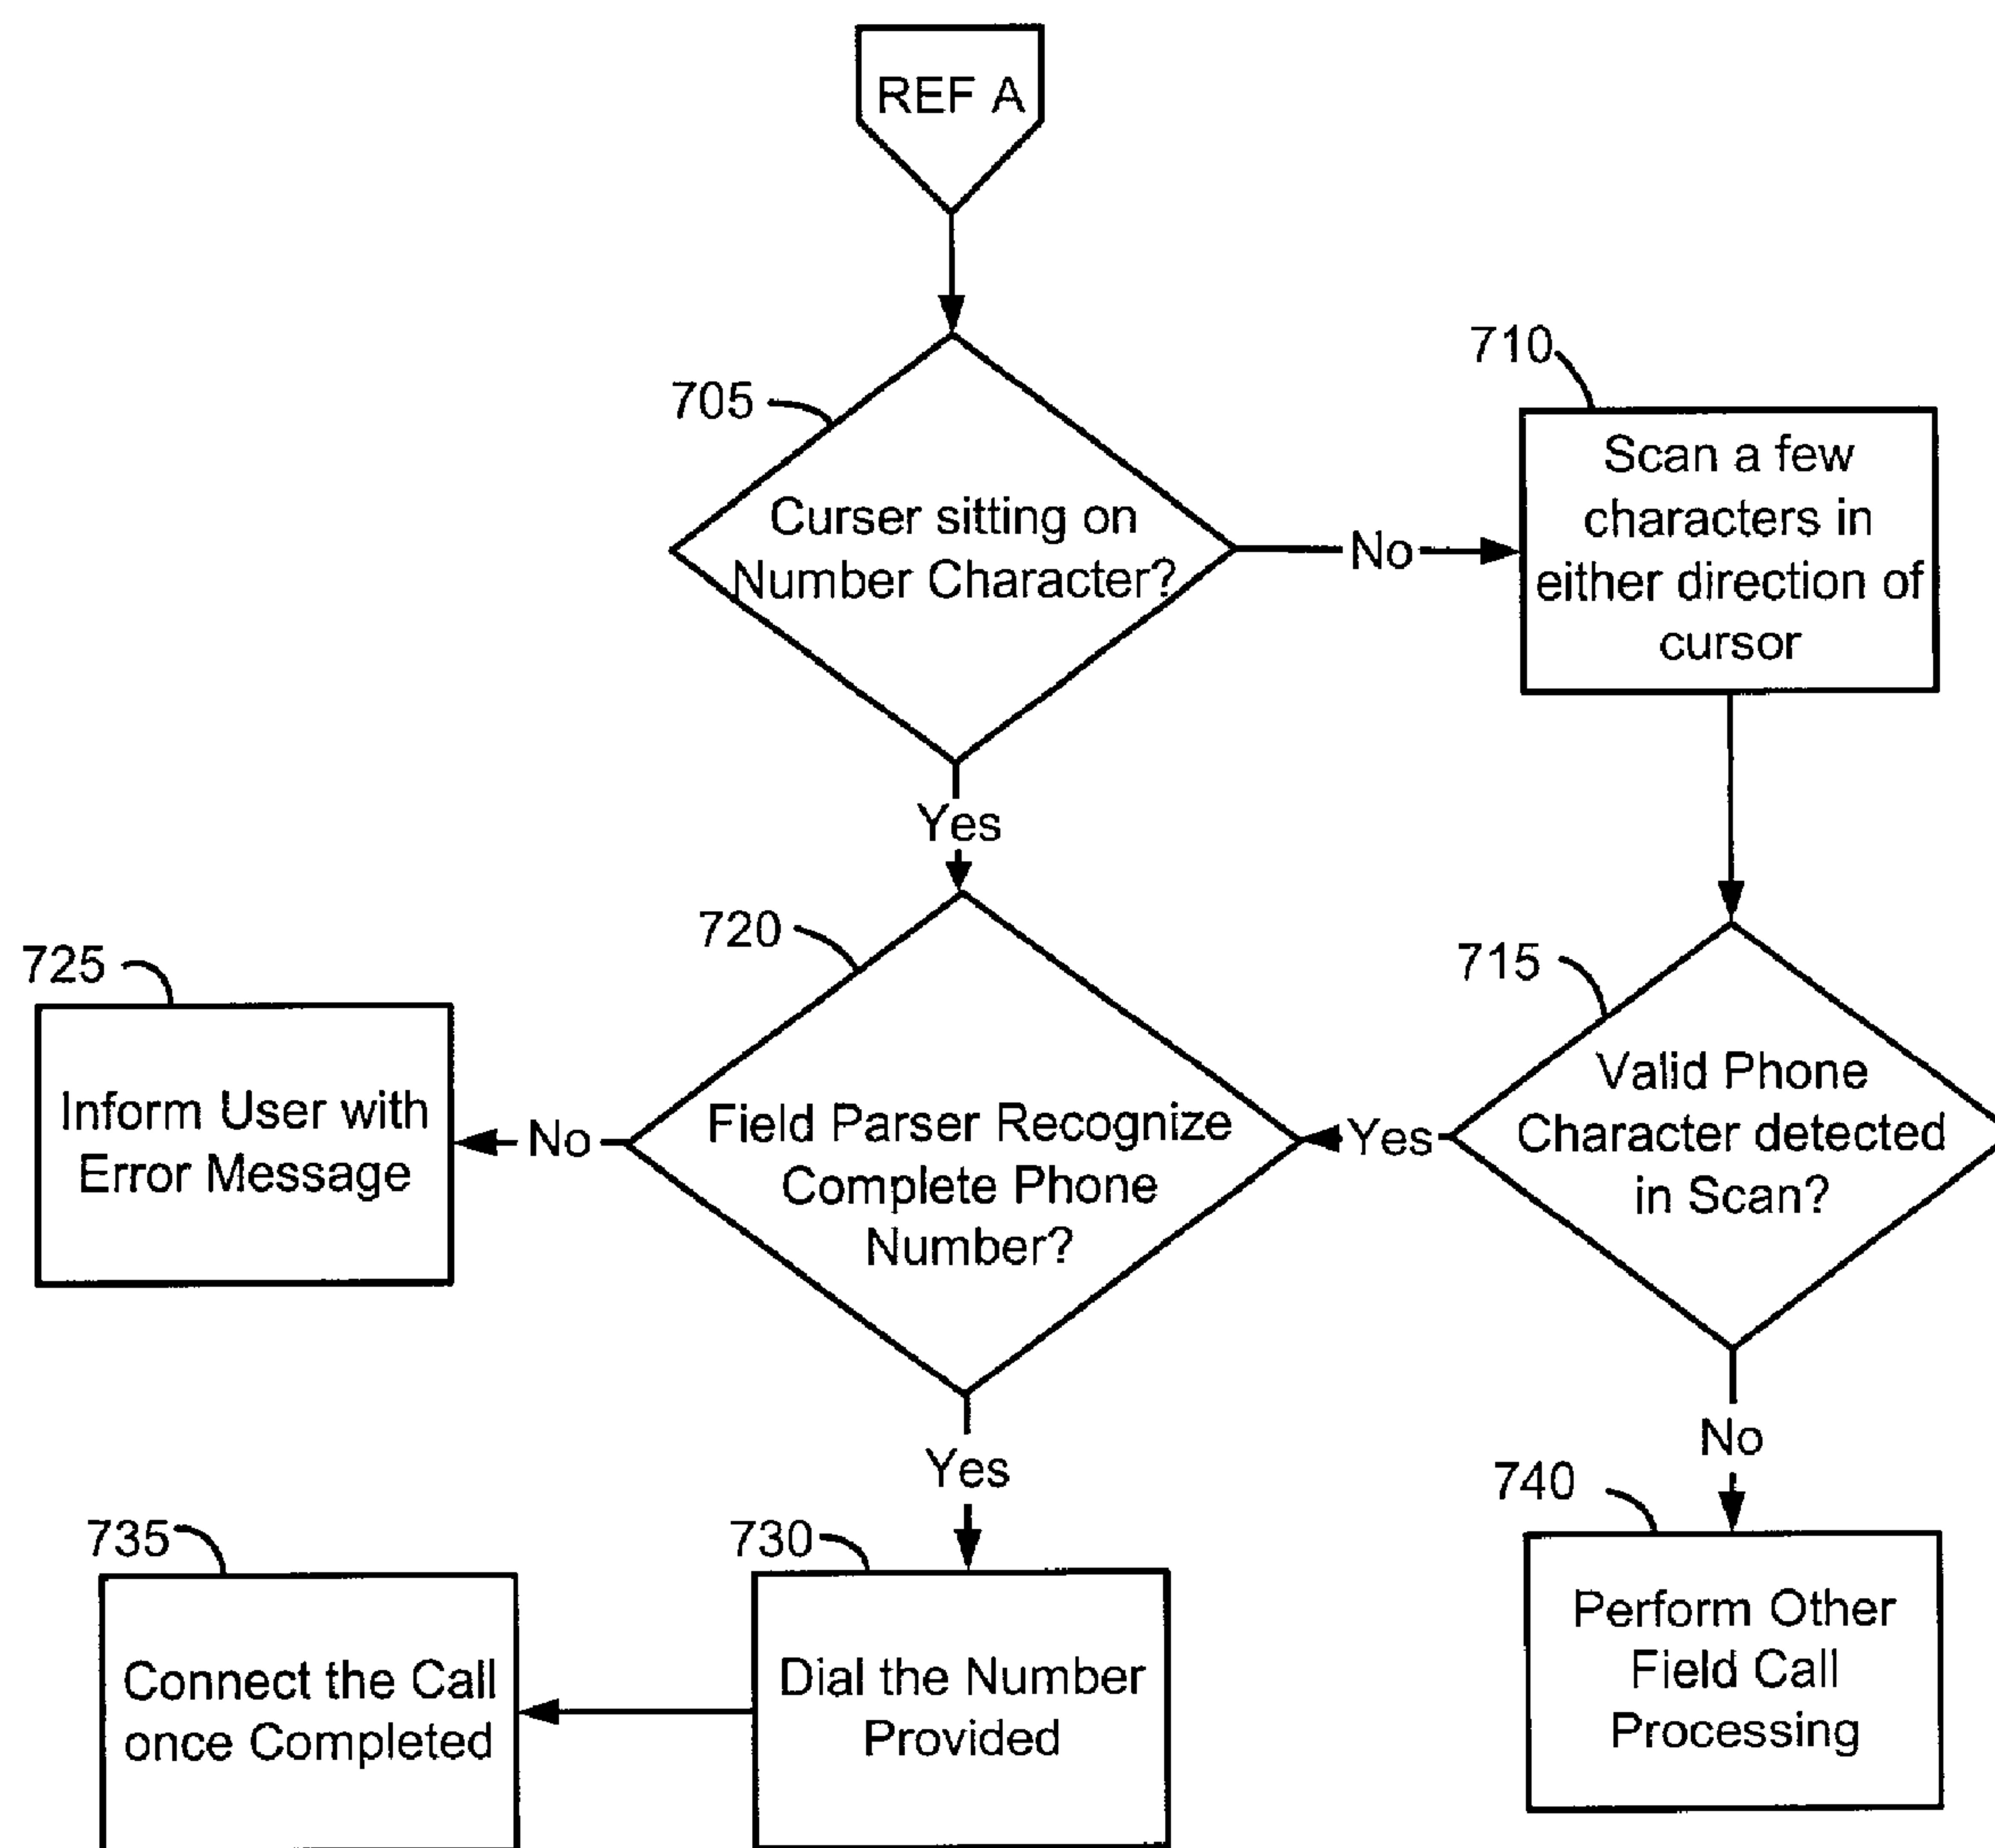 REF A
705
Curser sitting on
Number Character?
No
710
Scan a few
characters in
either direction of
cursor
Yes
720
Field Parser Recognize
Complete Phone
Number?
Yes
715
Valid Phone
Character detected
in Scan?
No
725
Inform User with
Error Message
Yes
No
740
Perform Other
Field Call
Processing
730
Dial the Number
Provided
735
Connect the Call
once Completed